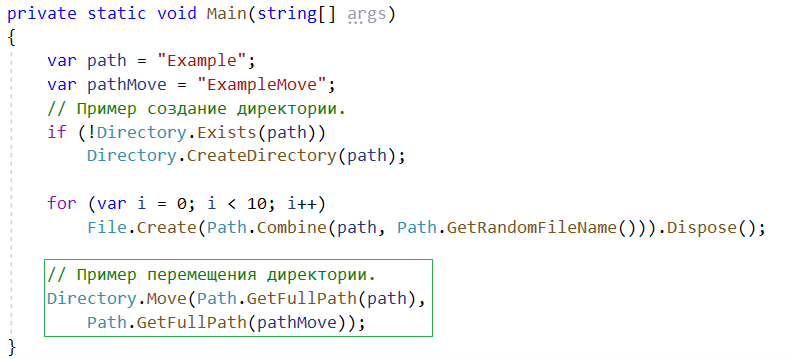 private static void Main(string[] args)
{
    var path = "Example";
    var pathMove = "ExampleMove";
    // Пример создание директории.
    if (!Directory.Exists(path))
        Directory.CreateDirectory(path);

    for (var i = 0; i < 10; i++)
        File.Create(Path.Combine(path, Path.GetRandomFileName())).Dispose();

    // Пример перемещения директории.
    Directory.Move(Path.GetFullPath(path),
        Path.GetFullPath(pathMove));
}